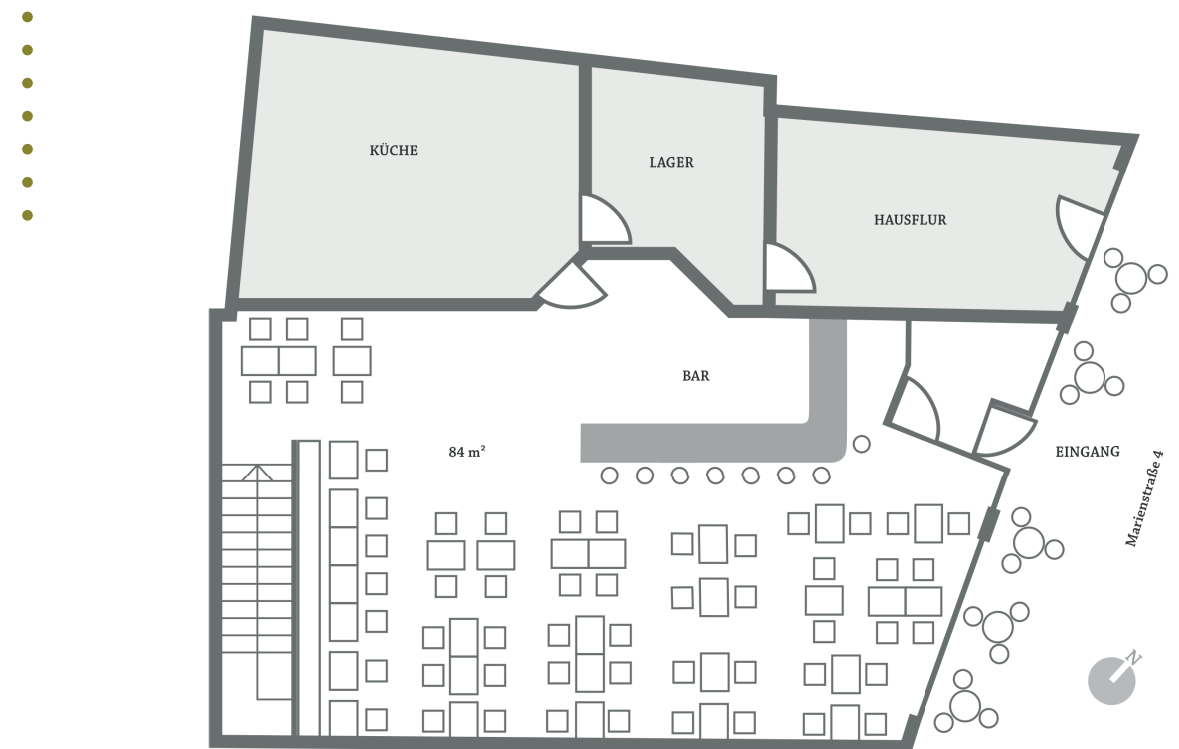 KÜCHE
LAGER
HAUSFLUR
BAR
84 m²
EINGANG
Marienstraße 4
N